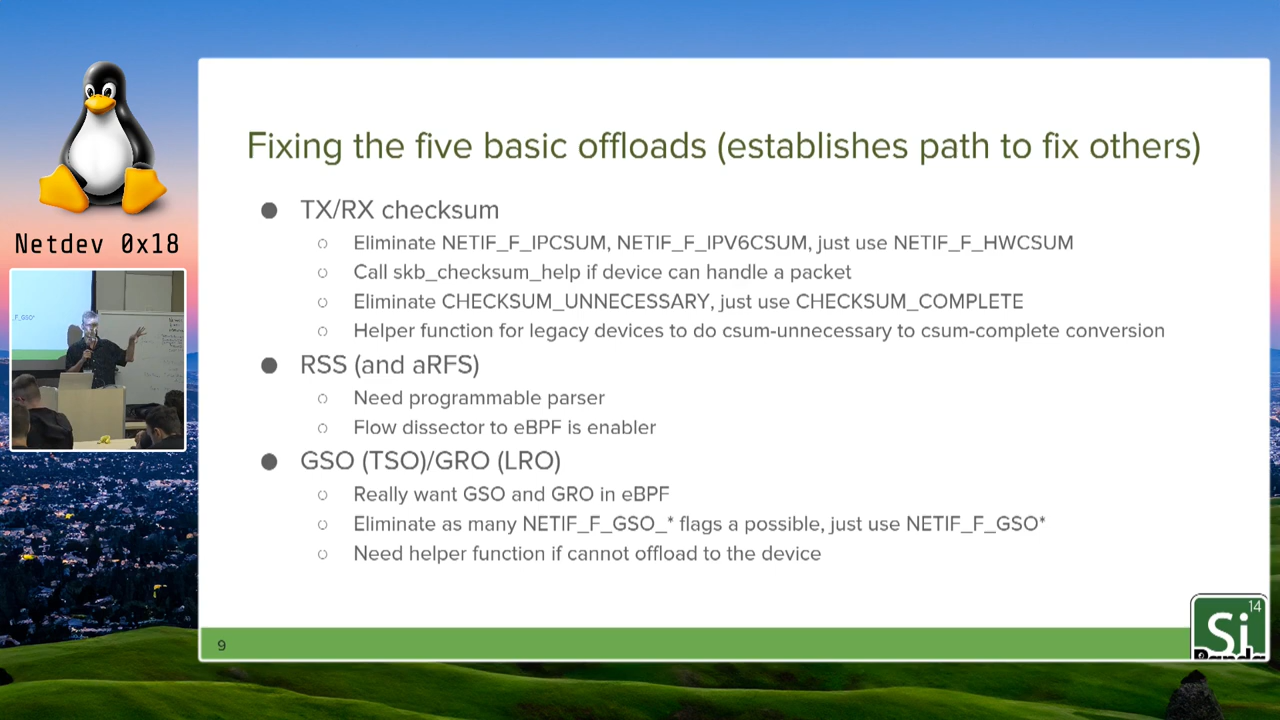 Netdev 0x18
Fixing the five basic offloads (establishes path to fix others)
TX/RX checksum
Eliminate NETIF_F_IPCSUM, NETIF_F_IPV6CSUM, just use NETIF_F_HWCSUM
Call skb_checksum_help if device can handle a packet
Eliminate CHECKSUM_UNNECESSARY, just use CHECKSUM_COMPLETE
Helper function for legacy devices to do csum-unnecessary to csum-complete conversion
RSS (and aRFS)
Need programmable parser
Flow dissector to eBPF is enabler
GSO (TSO)/GRO (LRO)
Really want GSO and GRO in eBPF
Eliminate as many NETIF_F_GSO_* flags a possible, just use NETIF_F_GSO*
Need helper function if cannot offload to the device
9
14
Si
Panda
_F_GSO*